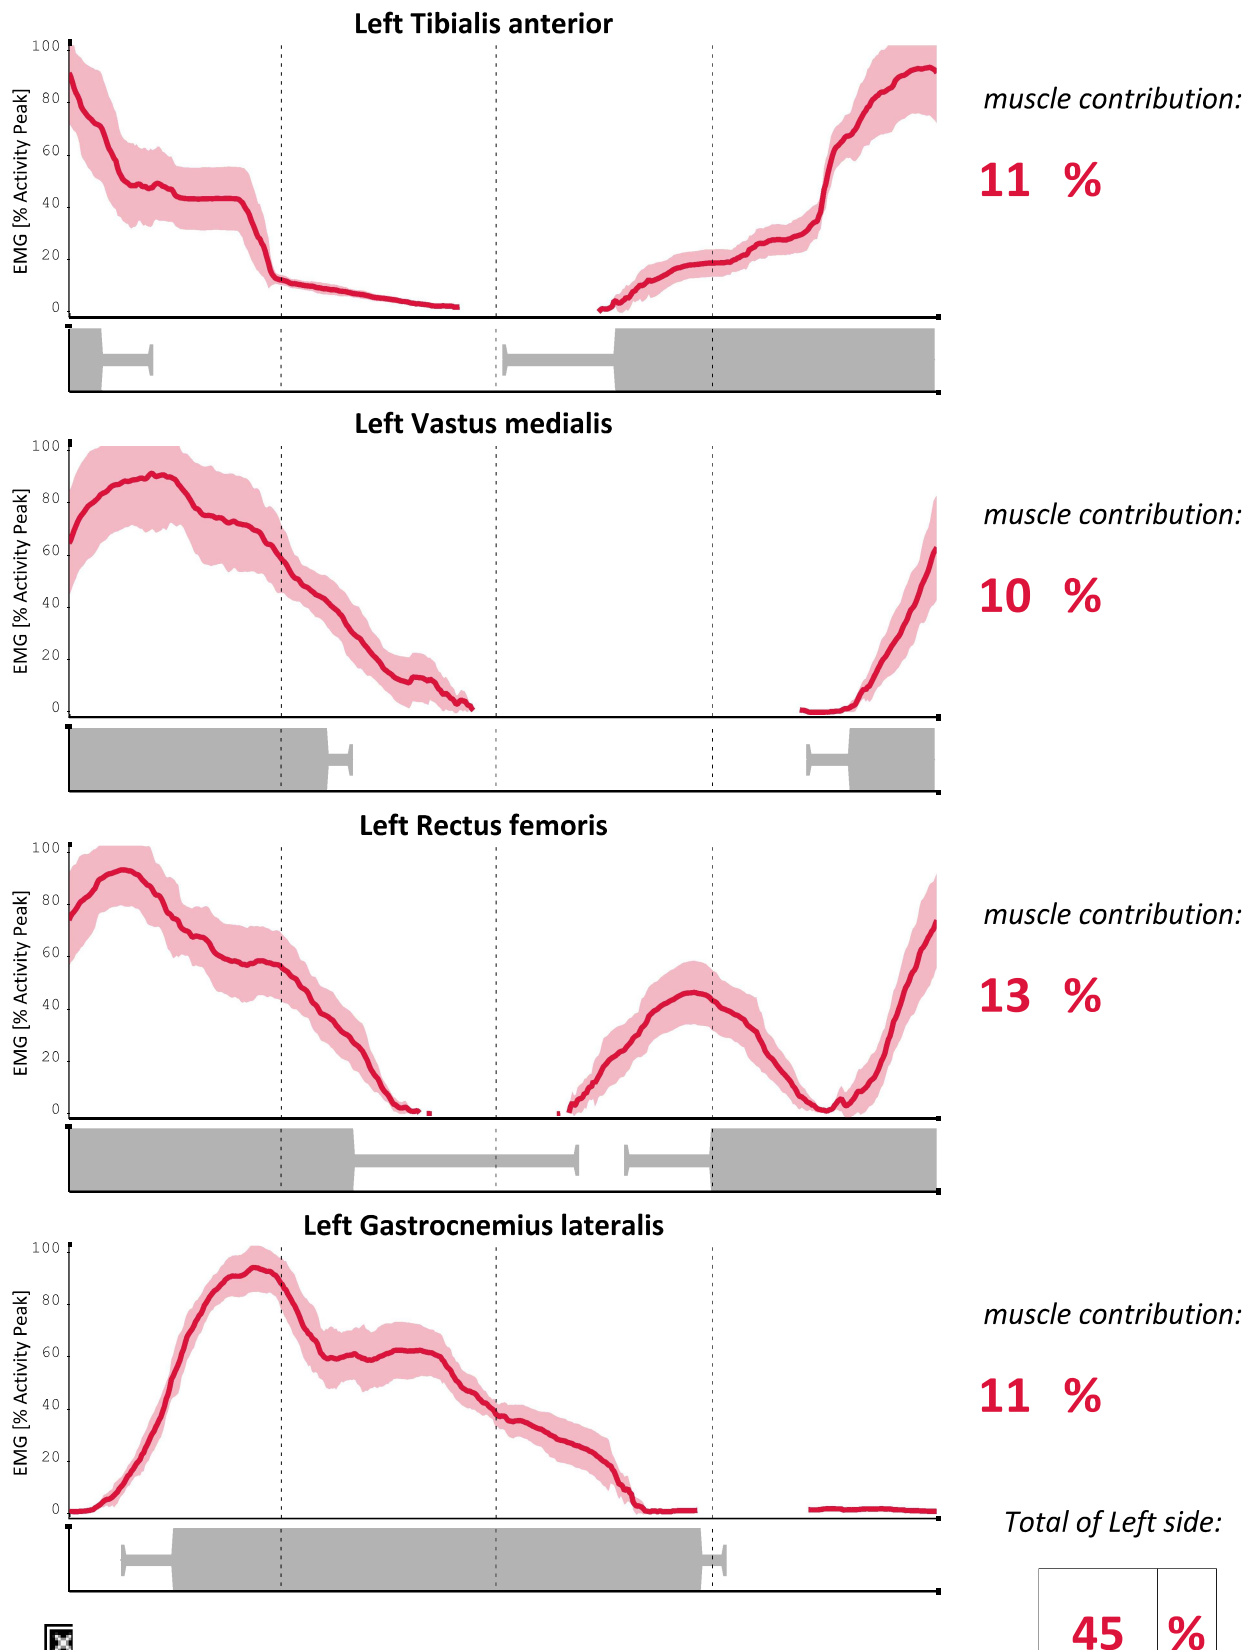 Left Tibialis anterior
EMG [% Activity Peak]
100
80
60
40
20
0
muscle contribution:
11 %
Left Vastus medialis
EMG [% Activity Peak]
100
80
60
40
20
0
muscle contribution:
10 %
Left Rectus femoris
EMG [% Activity Peak]
100
80
60
40
20
0
muscle contribution:
13 %
Left Gastrocnemius lateralis
EMG [% Activity Peak]
100
80
60
40
20
0
muscle contribution:
11 %
Total of Left side:
45 %